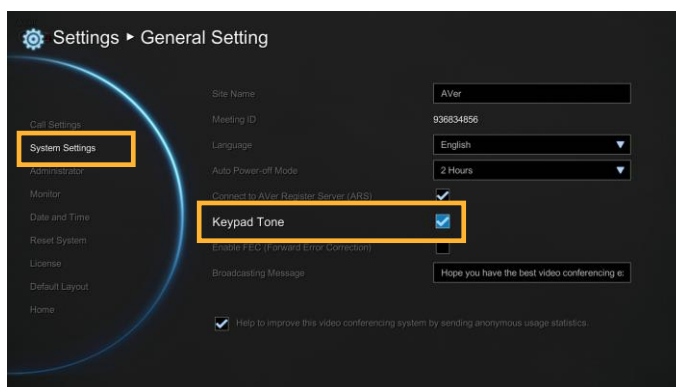 Settings ► General Setting
Site Name AVer
Meeting ID 936834856
Call Settings
Language English
System Settings
Auto Power-off Mode 2 Hours
Administrator
Monitor
Connect to AVer Register Server (ARS)
Date and Time
Keypad Tone
Reset System
Enable FEC (Forward Error Correction)
License
Broadcasting Message Hope you have the best video conferencing e:
Default Layout
Home
Help to improve this video conferencing system by sending anonymous usage statistics.